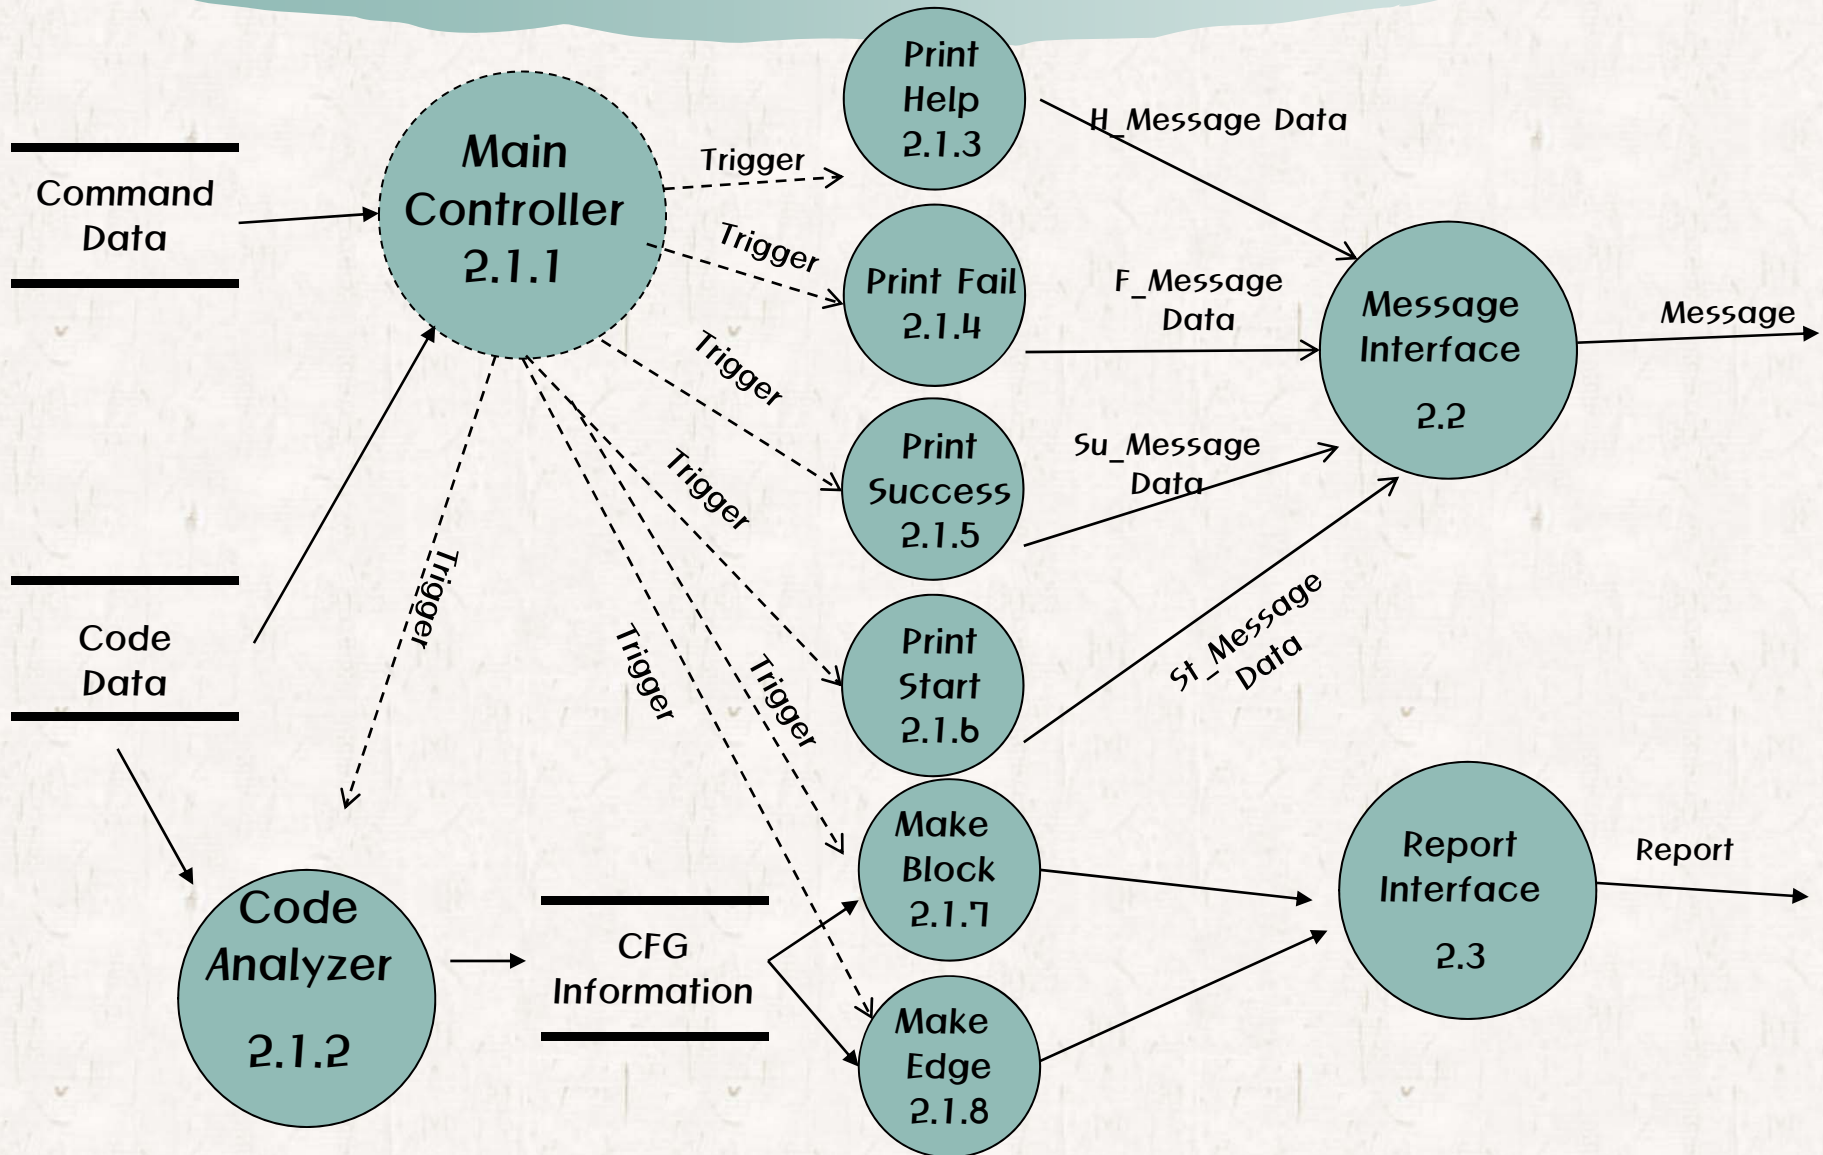 Print
Help
2.1.3
H_Message Data
Main
Controller
2.1.1
Trigger
Command
Data
Trigger
Print Fail
2.1.4
F_Message
Data
Message
Interface
2.2
Message
Trigger
Print
Success
2.1.5
Su_Message
Data
Trigger
Trigger
Code
Data
Print
Start
2.1.6
St_Message
Data
Trigger
Trigger
Make
Block
2.1.7
Report
Interface
2.3
Report
Code
Analyzer
2.1.2
CFG
Information
Make
Edge
2.1.8